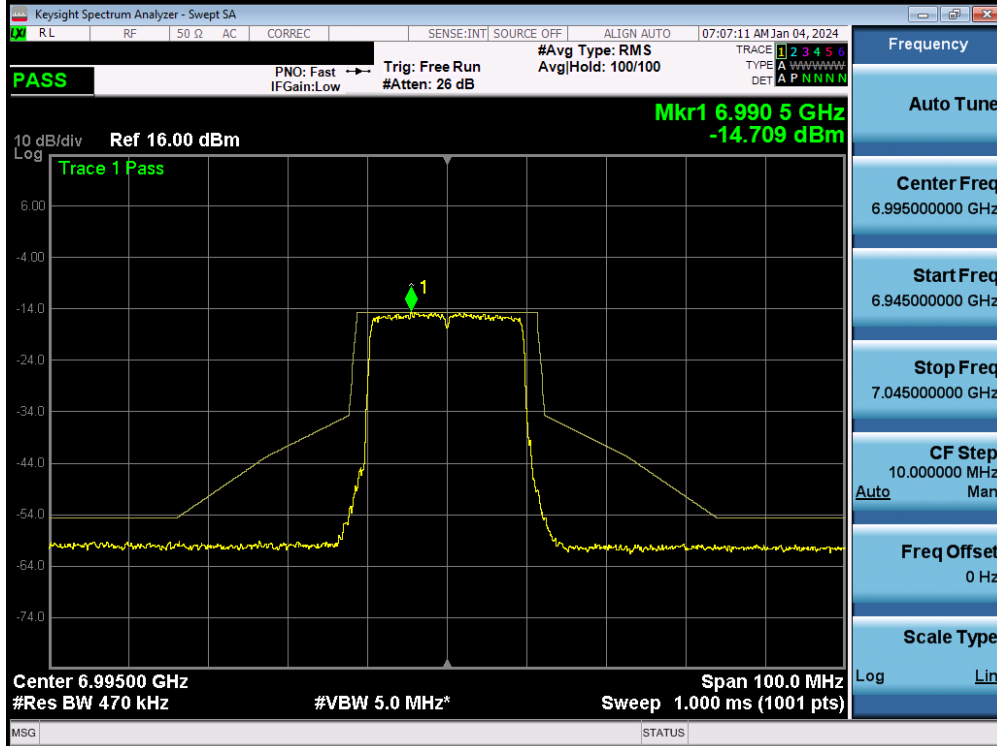 Keysight Spectrum Analyzer - Swept SA
LXI RL RF 50 Ω AC CORREC SENSE:INT SOURCE OFF ALIGN AUTO 07:07:11 AM Jan 04, 2024
PASS
PNO: Fast
IFGain:Low
Trig: Free Run
#Atten: 26 dB
#Avg Type: RMS
Avg|Hold: 100/100
TRACE 1 2 3 4 5 6
TYPE A WWWWW
DET A P N N N N
Mkr1 6.990 5 GHz
-14.709 dBm
10 dB/div Ref 16.00 dBm
Log
Trace 1 Pass
1
6.00
-4.00
-14.0
-24.0
-34.0
-44.0
-54.0
-64.0
-74.0
Center 6.99500 GHz
Span 100.0 MHz
#Res BW 470 kHz
#VBW 5.0 MHz*
Sweep 1.000 ms (1001 pts)
MSG
STATUS
Frequency
Auto Tune
Center Freq
6.995000000 GHz
Start Freq
6.945000000 GHz
Stop Freq
7.045000000 GHz
CF Step
10.000000 MHz
Auto Man
Freq Offset
0 Hz
Scale Type
Log Lin